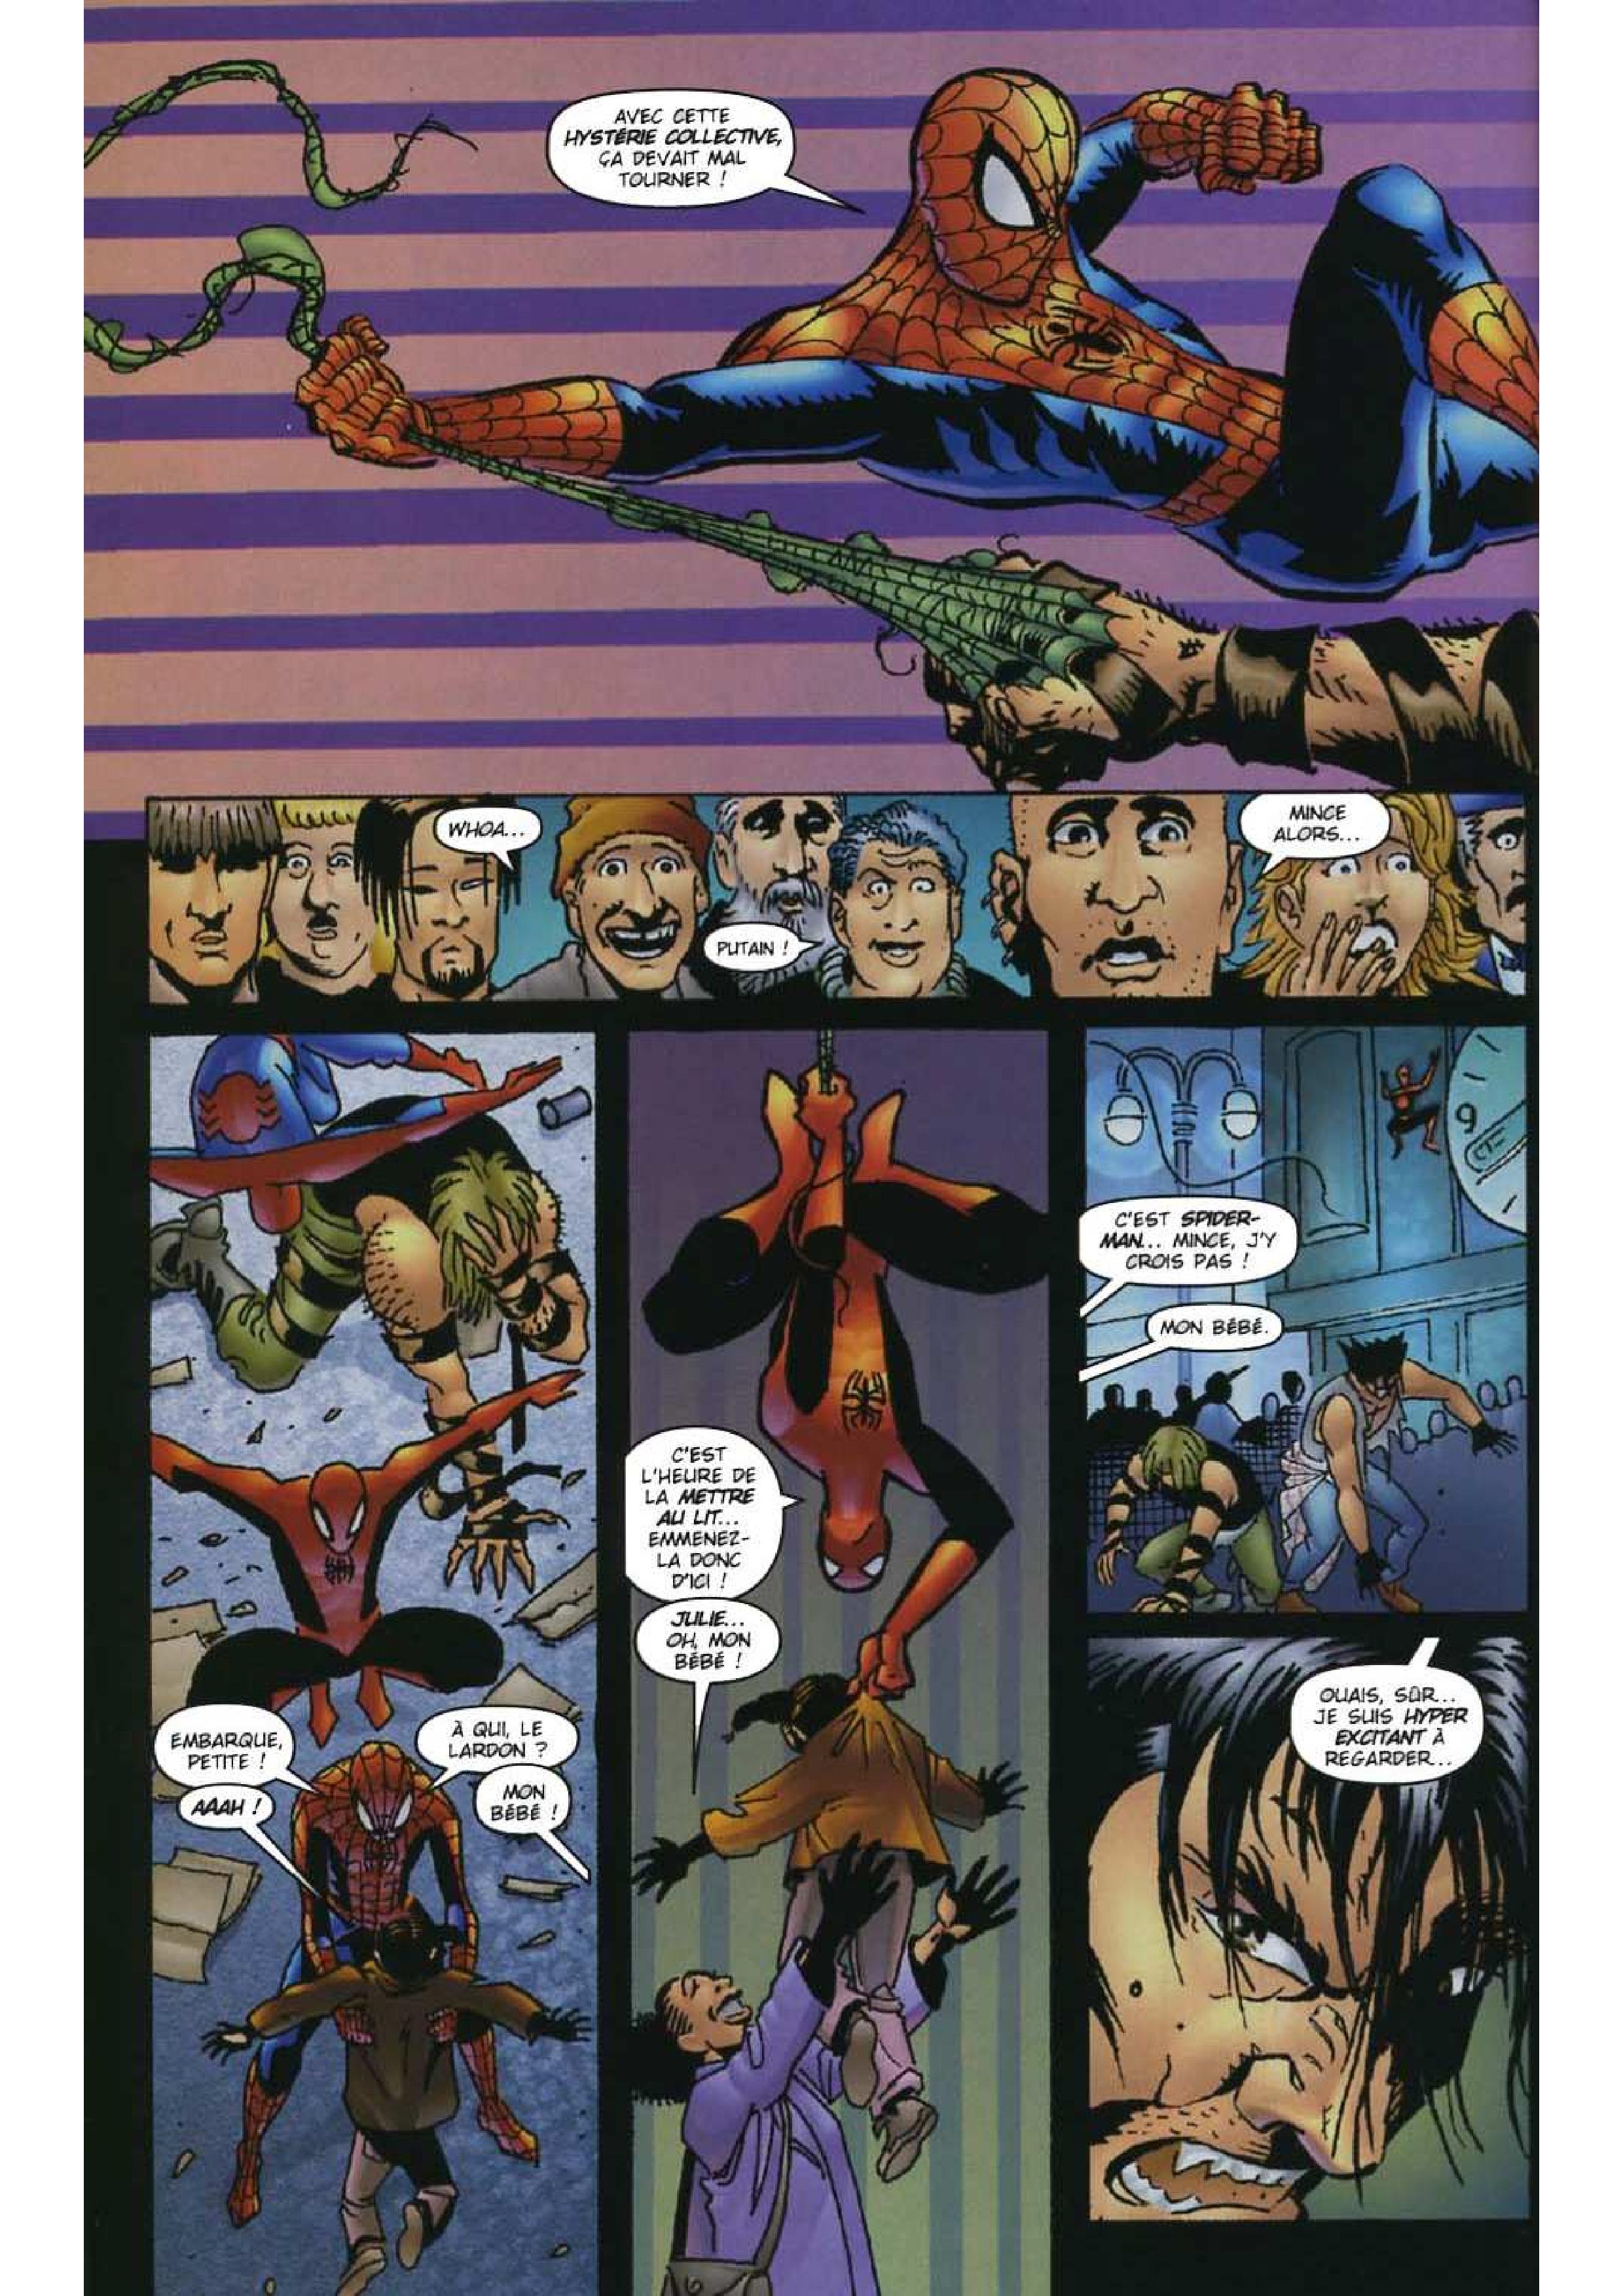 AVEC CETTE
HYSTÉRIE COLLECTIVE,
ÇA DEVAIT MAL
TOURNER !
WHOA...
PUTAIN !
MINCE
ALORS...
EMBARQUE,
PETITE !
AAAH !
À QUI, LE
LARDON ?
MON
BÉBÉ !
C'EST
L'HEURE DE
LA METTRE
AU LIT...
EMMENEZ-
LA DONC
D'ICI !
JULIE...
OH, MON
BÉBÉ !
9
C'EST SPIDER-
MAN... MINCE, J'Y
CROIS PAS !
MON BÉBÉ.
OUAIS, SÛR...
JE SUIS HYPER
EXCITANT À
REGARDER...